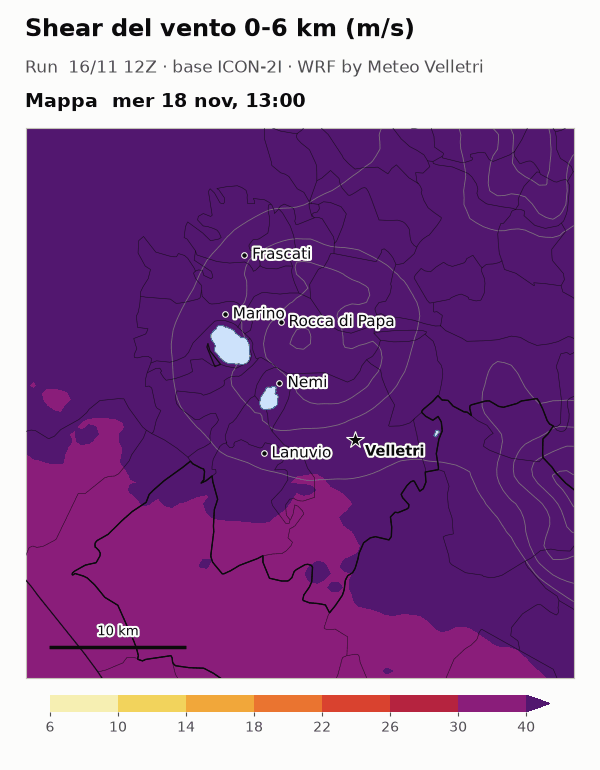 Shear del vento 0-6 km (m/s)
Run  16/11 12Z · base ICON-2I · WRF by Meteo Velletri
Mappa  mer 18 nov, 13:00
Frascati
Marino
Rocca di Papa
Nemi
Velletri
Lanuvio
10 km
6 10 14 18 22 26 30 40